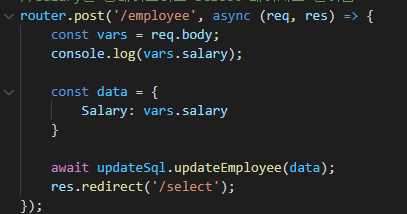 router.post('/employee', async (req, res) => {
    const vars = req.body;
    console.log(vars.salary);

    const data = {
        Salary: vars.salary
    }

    await updateSql.updateEmployee(data);
    res.redirect('/select');
});